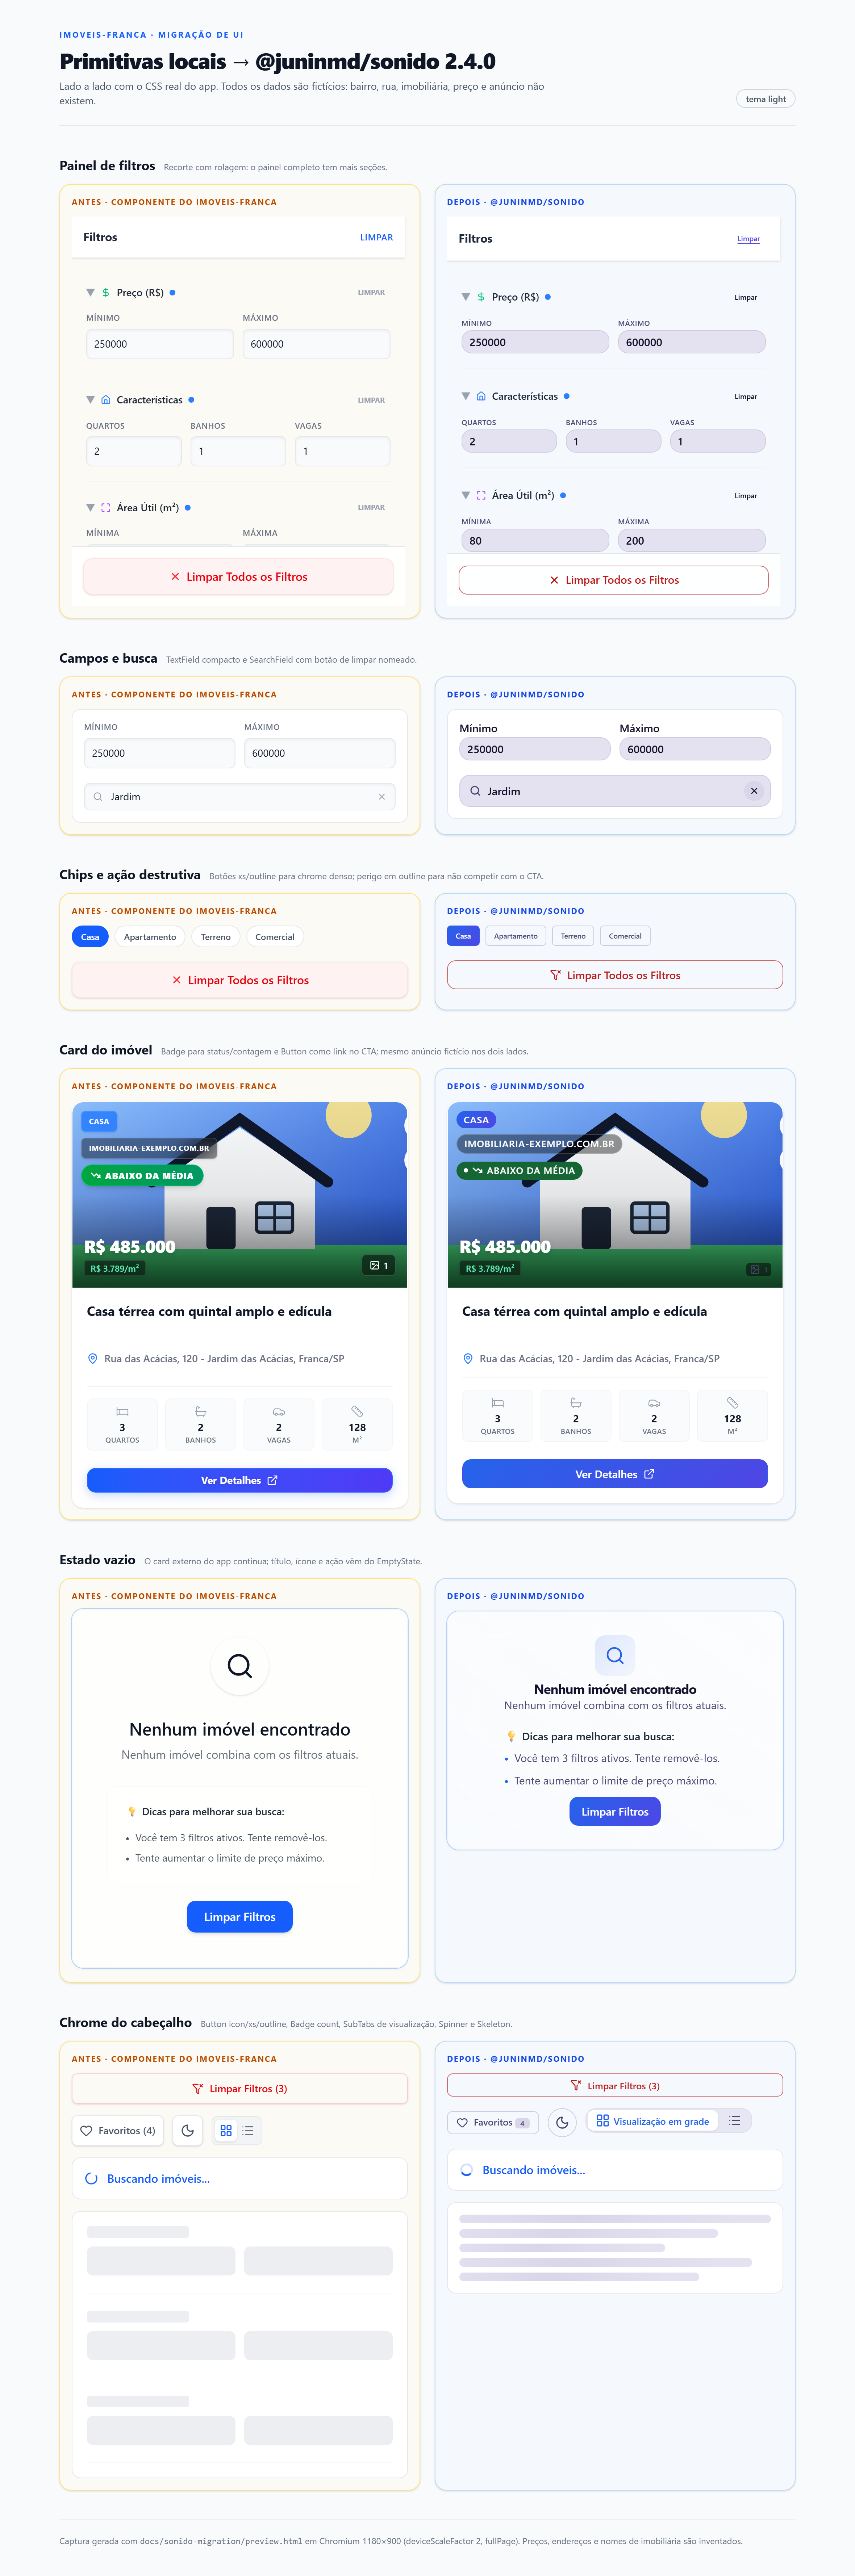 IMOVEIS-FRANCA · MIGRAÇÃO DE UI
Primitivas locais → @juninmd/sonido 2.4.0
Lado a lado com o CSS real do app. Todos os dados são fictícios: bairro, rua, imobiliária, preço e anúncio não
existem.
tema light
Painel de filtros Recorte com rolagem: o painel completo tem mais seções.
ANTES · COMPONENTE DO IMOVEIS-FRANCA
Filtros LIMPAR
Preço (R$) LIMPAR
MÍNIMO MÁXIMO
250000 600000
Características LIMPAR
QUARTOS BANHOS VAGAS
2 1 1
Área Útil (m²) LIMPAR
MÍNIMA MÁXIMA
Limpar Todos os Filtros
DEPOIS · @JUNINMD/SONIDO
Filtros Limpar
Preço (R$) Limpar
MÍNIMO MÁXIMO
250000 600000
Características Limpar
QUARTOS BANHOS VAGAS
2 1 1
Área Útil (m²) Limpar
MÍNIMA MÁXIMA
80 200
Limpar Todos os Filtros
Campos e busca TextField compacto e SearchField com botão de limpar nomeado.
ANTES · COMPONENTE DO IMOVEIS-FRANCA
MÍNIMO MÁXIMO
250000 600000
Jardim
DEPOIS · @JUNINMD/SONIDO
Mínimo Máximo
250000 600000
Jardim
Chips e ação destrutiva Botões xs/outline para chrome denso; perigo em outline para não competir com o CTA.
ANTES · COMPONENTE DO IMOVEIS-FRANCA
Casa Apartamento Terreno Comercial
Limpar Todos os Filtros
DEPOIS · @JUNINMD/SONIDO
Casa Apartamento Terreno Comercial
Limpar Todos os Filtros
Card do imóvel Badge para status/contagem e Button como link no CTA; mesmo anúncio fictício nos dois lados.
ANTES · COMPONENTE DO IMOVEIS-FRANCA
CASA
IMOBILIARIA-EXEMPLO.COM.BR
ABAIXO DA MÉDIA
R$ 485.000
R$ 3.789/m² 1
Casa térrea com quintal amplo e edícula
Rua das Acácias, 120 - Jardim das Acácias, Franca/SP
3 2 2 128
QUARTOS BANHOS VAGAS M²
Ver Detalhes
DEPOIS · @JUNINMD/SONIDO
CASA
IMOBILIARIA-EXEMPLO.COM.BR
ABAIXO DA MÉDIA
R$ 485.000
R$ 3.789/m² 1
Casa térrea com quintal amplo e edícula
Rua das Acácias, 120 - Jardim das Acácias, Franca/SP
3 2 2 128
QUARTOS BANHOS VAGAS M²
Ver Detalhes
Estado vazio O card externo do app continua; título, ícone e ação vêm do EmptyState.
ANTES · COMPONENTE DO IMOVEIS-FRANCA
Nenhum imóvel encontrado
Nenhum imóvel combina com os filtros atuais.
Dicas para melhorar sua busca:
• Você tem 3 filtros ativos. Tente removê-los.
• Tente aumentar o limite de preço máximo.
Limpar Filtros
DEPOIS · @JUNINMD/SONIDO
Nenhum imóvel encontrado
Nenhum imóvel combina com os filtros atuais.
Dicas para melhorar sua busca:
• Você tem 3 filtros ativos. Tente removê-los.
• Tente aumentar o limite de preço máximo.
Limpar Filtros
Chrome do cabeçalho Button icon/xs/outline, Badge count, SubTabs de visualização, Spinner e Skeleton.
ANTES · COMPONENTE DO IMOVEIS-FRANCA
Limpar Filtros (3)
Favoritos (4)
Buscando imóveis...
DEPOIS · @JUNINMD/SONIDO
Limpar Filtros (3)
Favoritos 4 Visualização em grade
Buscando imóveis...
Captura gerada com docs/sonido-migration/preview.html em Chromium 1180×900 (deviceScaleFactor 2, fullPage). Preços, endereços e nomes de imobiliária são inventados.